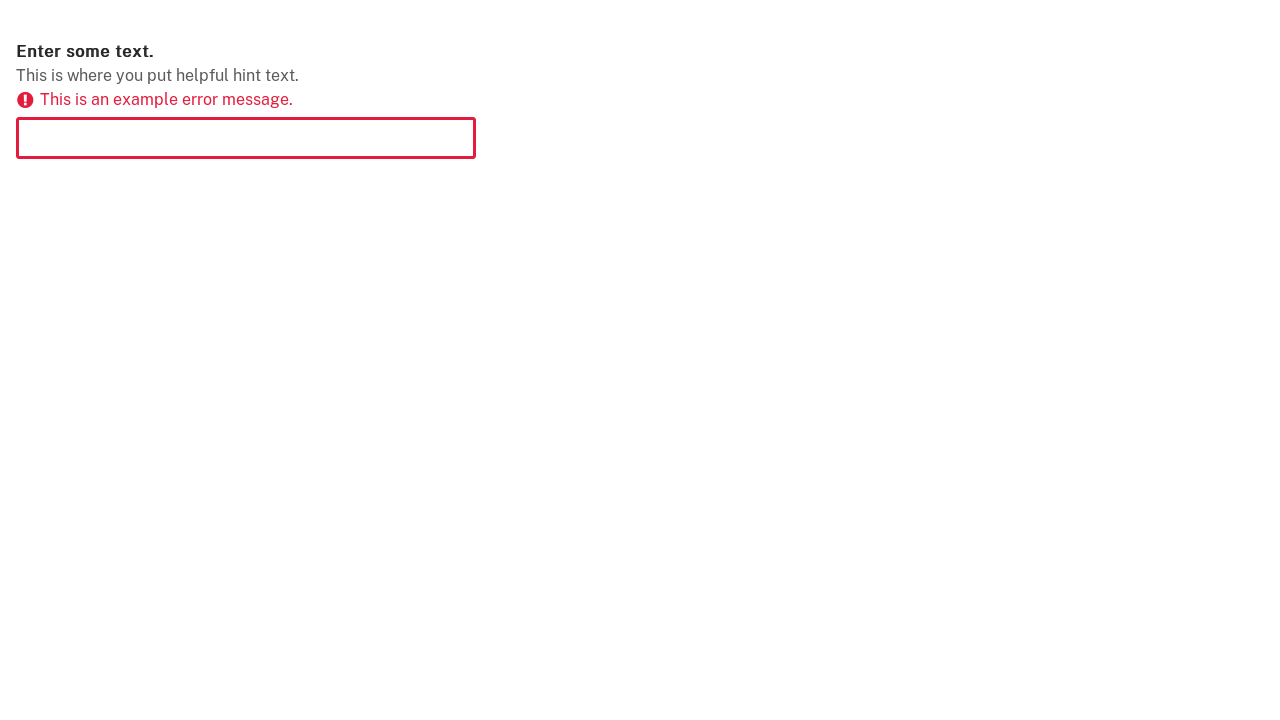 Enter some text.
This is where you put helpful hint text.
This is an example error message.